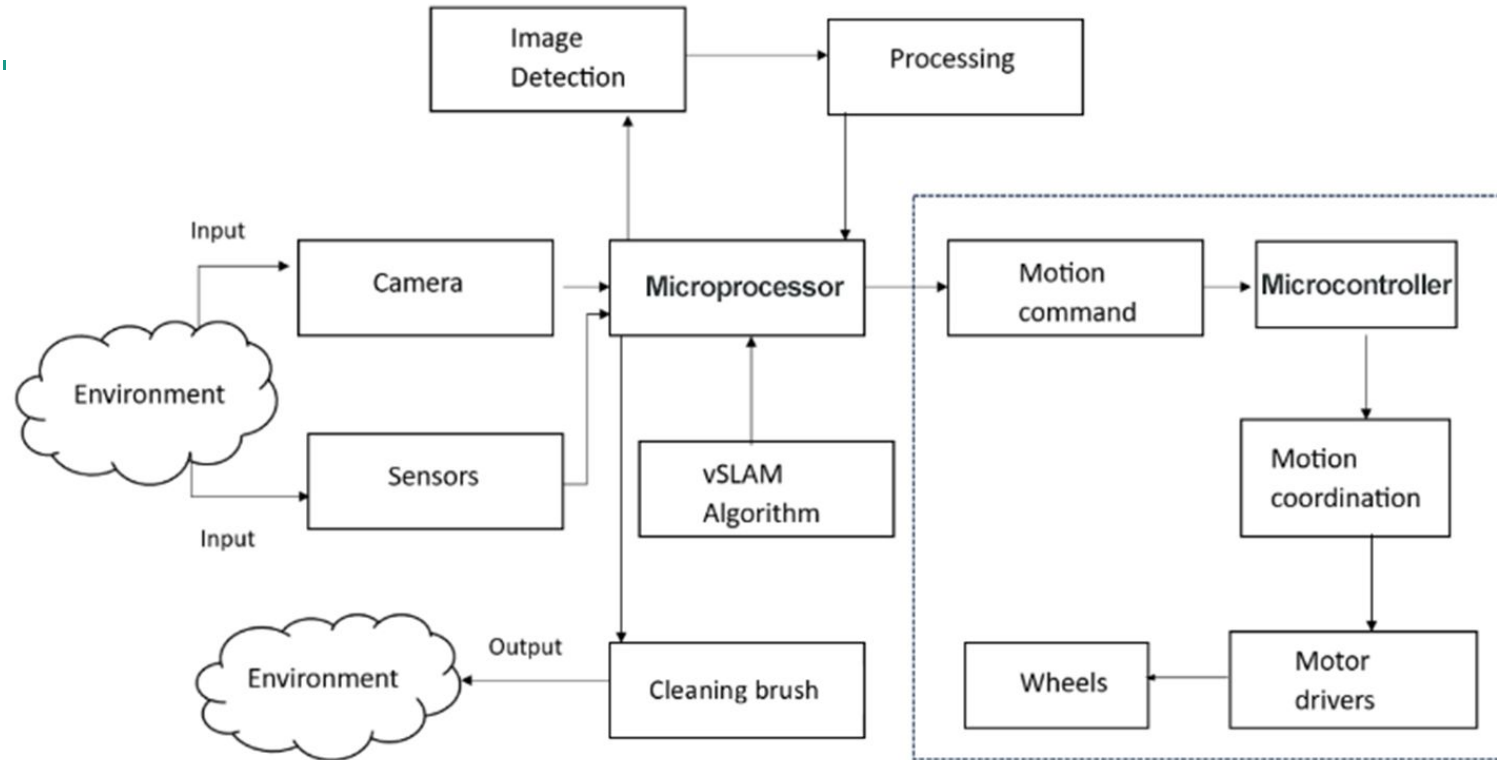 Image
Detection
Processing
Input
Camera
Microprocessor
Motion
command
Microcontroller
Environment
Sensors
vSLAM
Algorithm
Motion
coordination
Input
Output
Environment
Cleaning brush
Wheels
Motor
drivers